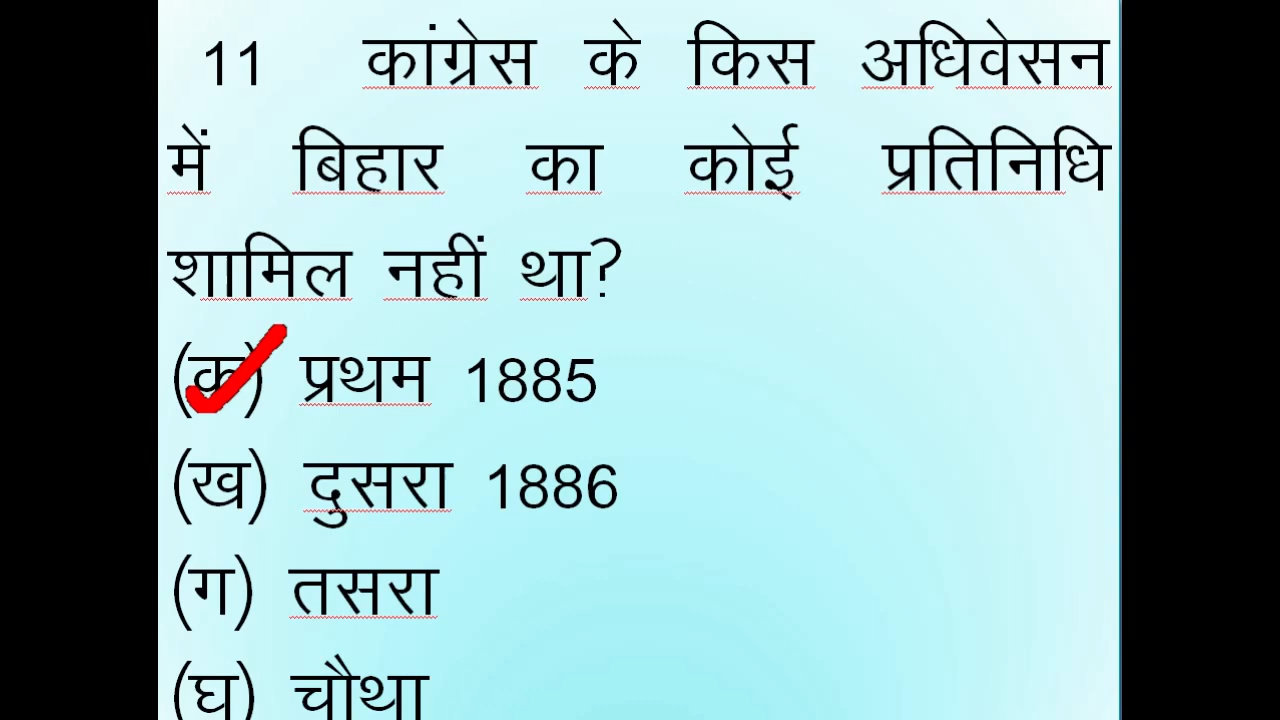 11 कांग्रेस के किस अधिवेसन
में बिहार का कोई प्रतिनिधि
शामिल नहीं था?
(क) प्रथम 1885
(ख) दुसरा 1886
(ग) तसरा
(घ) चौथा